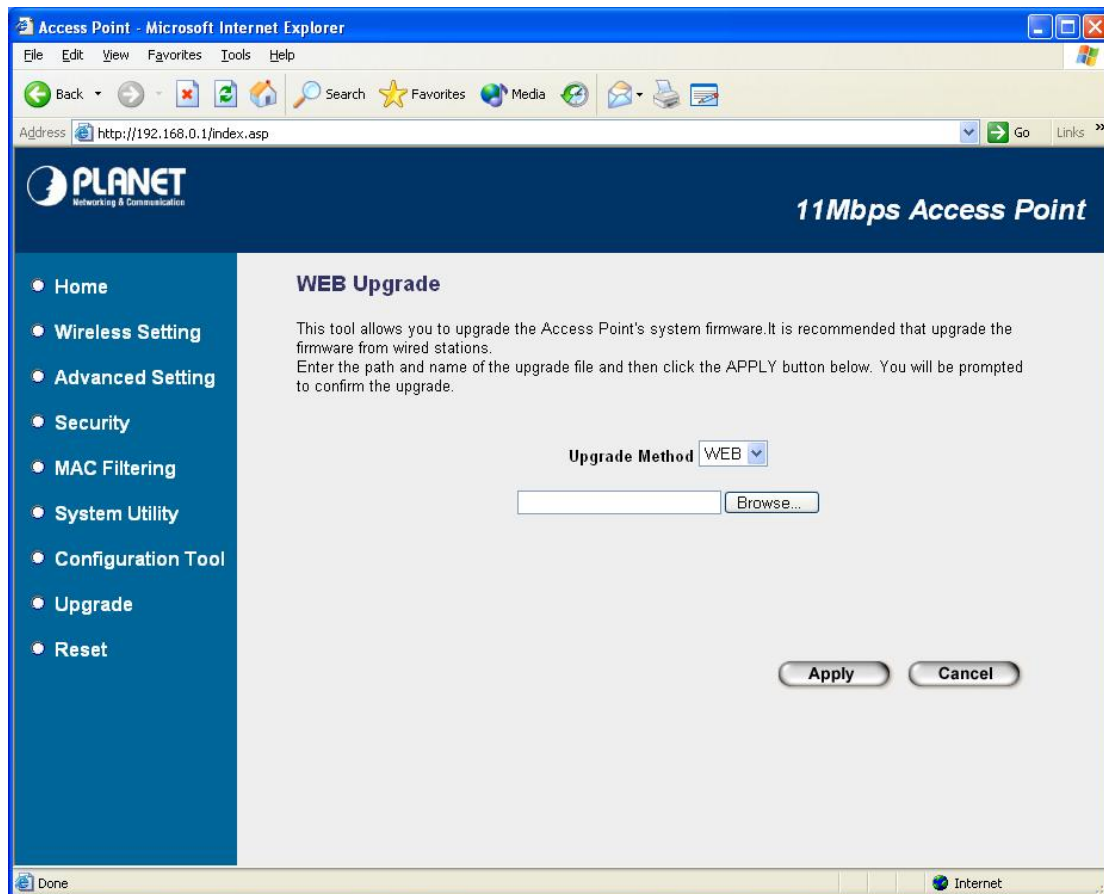 Access Point - Microsoft Internet Explorer
File Edit View Favorites Tools Help
Back Search Favorites Media
Address http://192.168.0.1/index.asp Go Links »
PLANET
Networking & Communication
11Mbps Access Point
Home
Wireless Setting
Advanced Setting
Security
MAC Filtering
System Utility
Configuration Tool
Upgrade
Reset
WEB Upgrade
This tool allows you to upgrade the Access Point's system firmware.It is recommended that upgrade the
firmware from wired stations.
Enter the path and name of the upgrade file and then click the APPLY button below. You will be prompted
to confirm the upgrade.
Upgrade Method WEB
Browse...
Apply Cancel
Done Internet